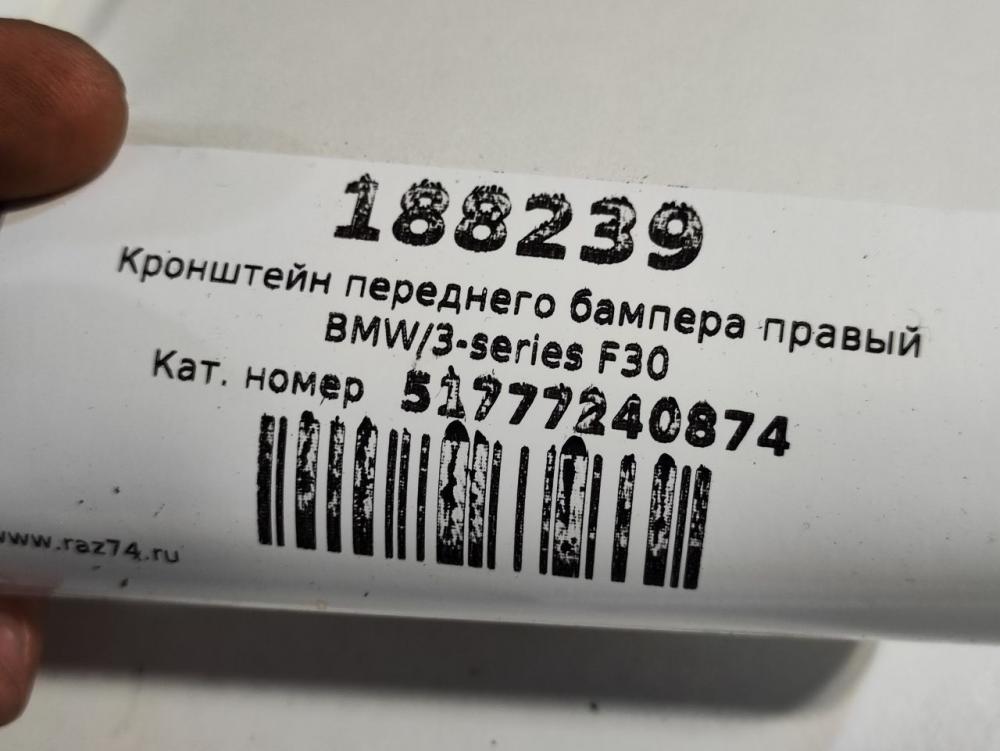 188239
Кронштейн переднего бампера правый
BMW/3-series F30
Кат. номер 51777240874
www.raz74.ru